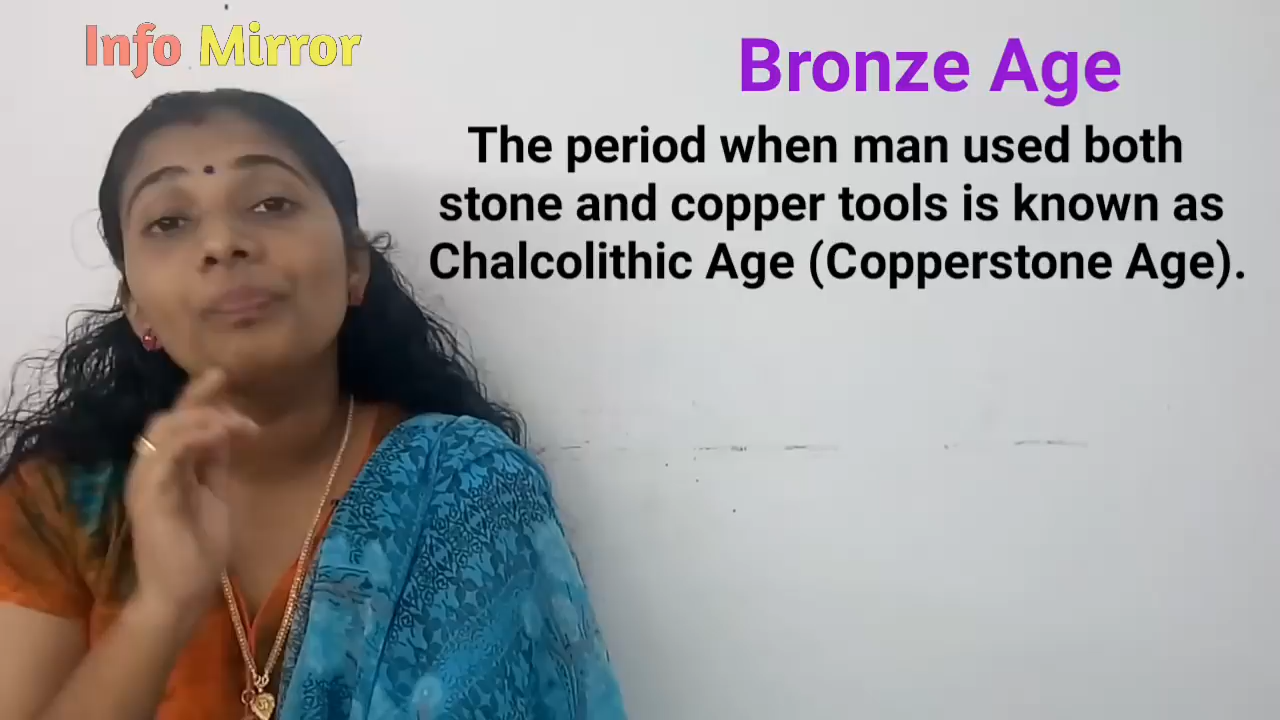 Info Mirror
Bronze Age
The period when man used both
stone and copper tools is known as
Chalcolithic Age (Copperstone Age).